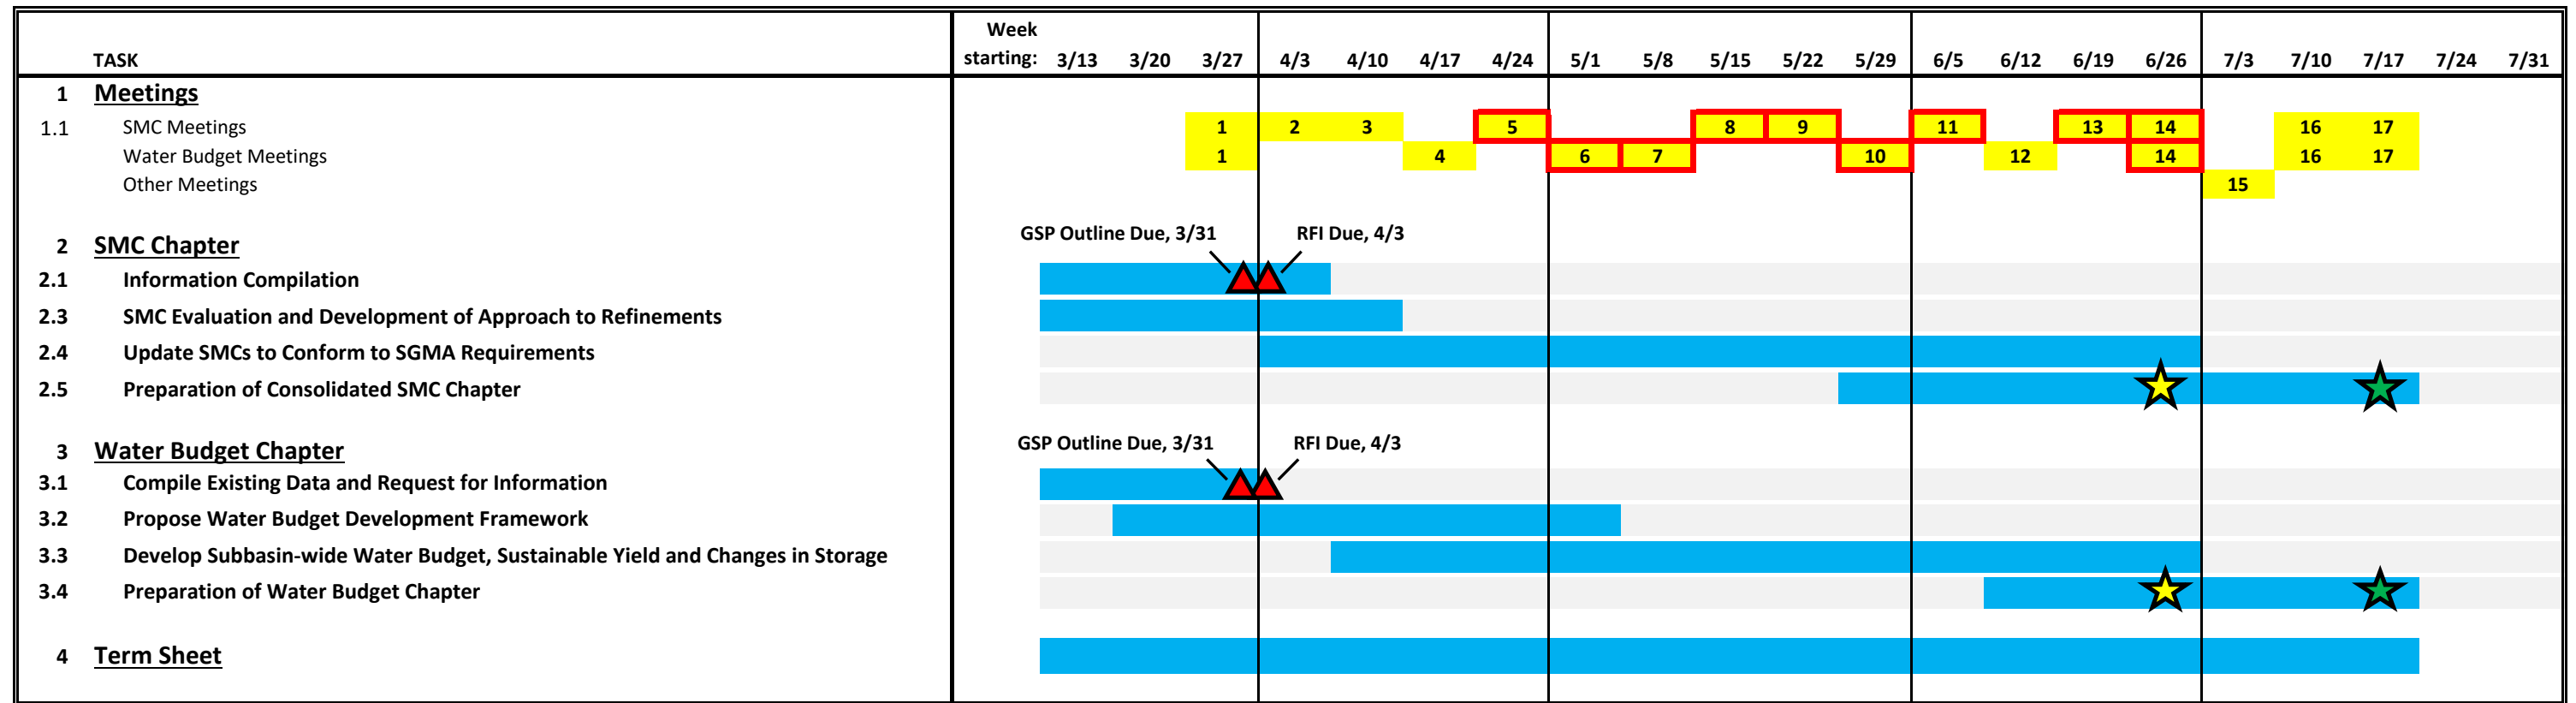 Week
TASK starting: 3/13 3/20 3/27 4/3 4/10 4/17 4/24 5/1 5/8 5/15 5/22 5/29 6/5 6/12 6/19 6/26 7/3 7/10 7/17 7/24 7/31
1 Meetings
1.1 SMC Meetings 1 2 3 5 8 9 11 13 14 16 17
Water Budget Meetings 1 4 6 7 10 12 14 16 17
Other Meetings 15
GSP Outline Due, 3/31 RFI Due, 4/3
2 SMC Chapter
2.1 Information Compilation
2.3 SMC Evaluation and Development of Approach to Refinements
2.4 Update SMCs to Conform to SGMA Requirements
2.5 Preparation of Consolidated SMC Chapter
GSP Outline Due, 3/31 RFI Due, 4/3
3 Water Budget Chapter
3.1 Compile Existing Data and Request for Information
3.2 Propose Water Budget Development Framework
3.3 Develop Subbasin-wide Water Budget, Sustainable Yield and Changes in Storage
3.4 Preparation of Water Budget Chapter
4 Term Sheet